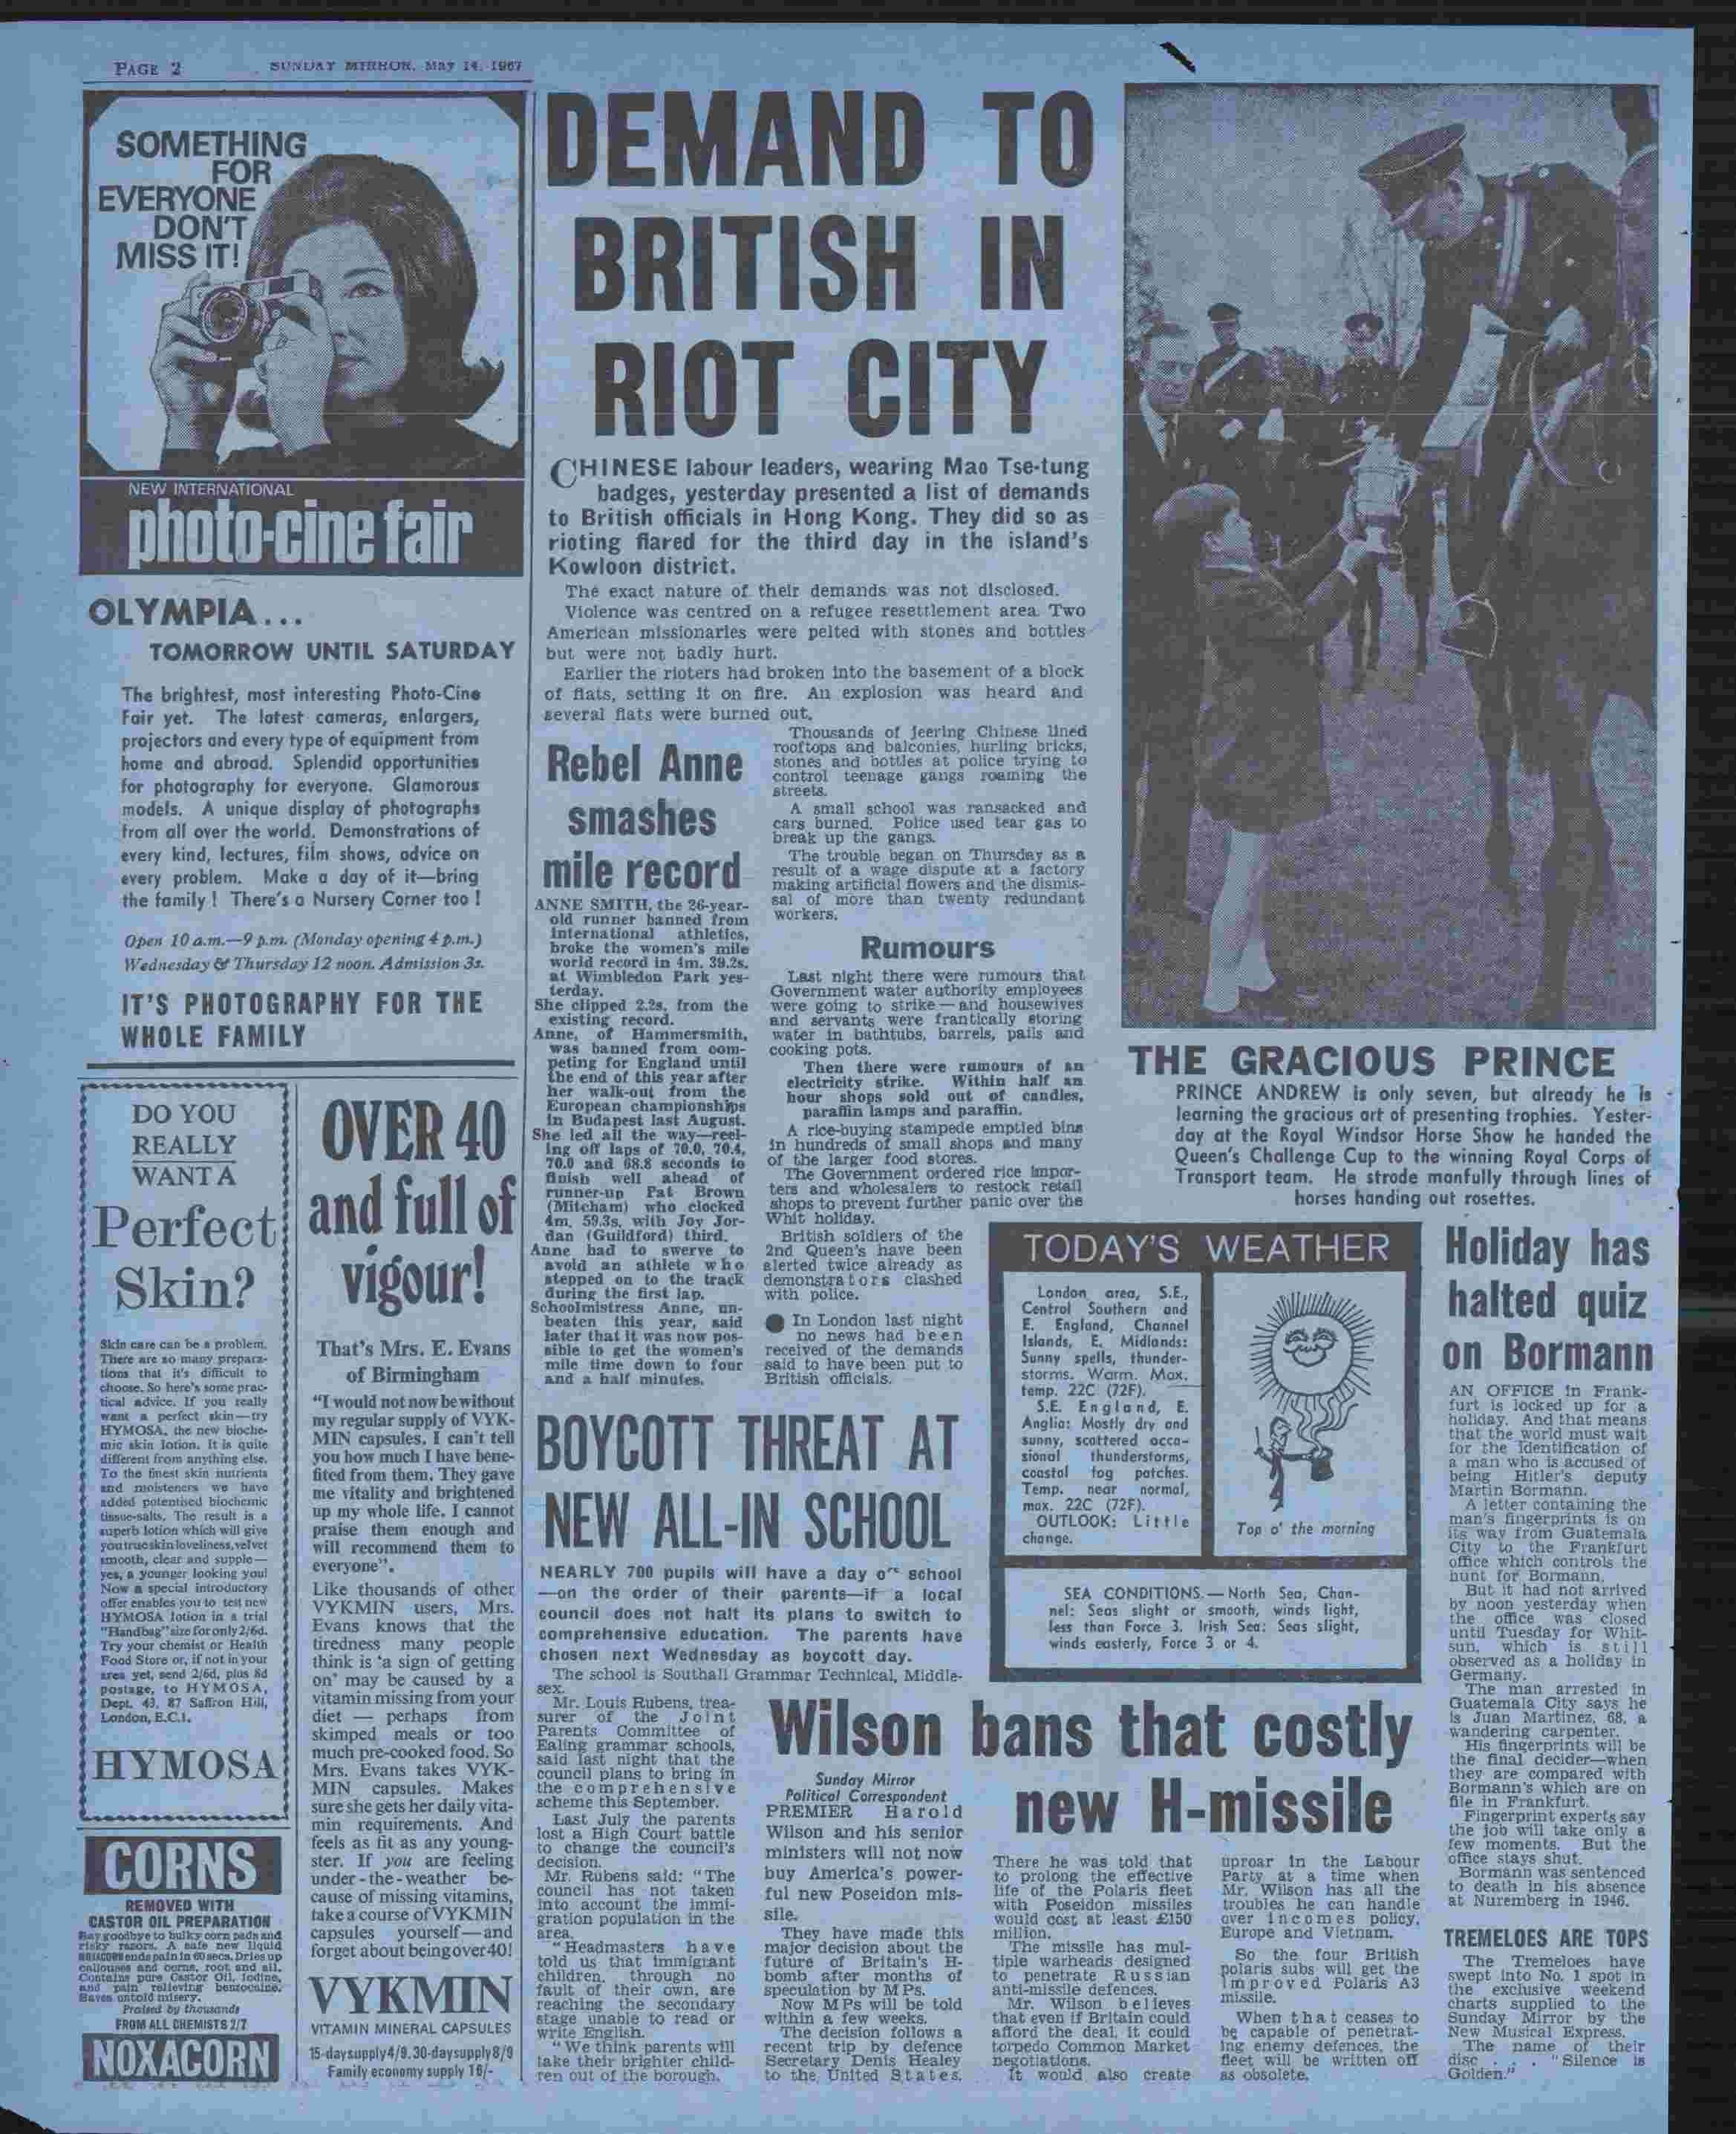 PAGE 2
SUNDAY MIRROR, May 14, 1967
SOMETHING
FOR
EVERYONE
DON'T
MISS IT!
NEW INTERNATIONAL
photo-cine fair
OLYMPIA...
TOMORROW UNTIL SATURDAY
The brightest, most interesting Photo-Cine
Fair yet. The latest cameras, enlargers,
projectors and every type of equipment from
home and abroad. Splendid opportunities
for photography for everyone. Glamorous
models. A unique display of photographs
from all over the world. Demonstrations of
every kind, lectures, film shows, advice on
every problem. Make a day of it—bring
the family! There's a Nursery Corner too!
Open 10 a.m.—9 p.m. (Monday opening 4 p.m.)
Wednesday & Thursday 12 noon. Admission 3s.
IT'S PHOTOGRAPHY FOR THE
WHOLE FAMILY
DO YOU
REALLY
WANT A
Perfect
Skin?
Skin care can be a problem.
There are so many prepara-
tions that it's difficult to
choose. So here's some prac-
tical advice. If you really
want a perfect skin—try
HYMOSA, the new bioche-
mic skin lotion. It is quite
different from anything else.
To the finest skin nutrients
and moisteners we have
added potentised biochemic
tissue-salts. The result is a
superb lotion which will give
you true skin loveliness, velvet
smooth, clear and supple—
yes, a younger looking you!
Now a special introductory
offer enables you to test new
HYMOSA lotion in a trial
"Handbag" size for only 2/6d.
Try your chemist or Health
Food Store or, if not in your
area yet, send 2/6d, plus 8d
postage, to HYMOSA,
Dept. 43, 87 Saffron Hill,
London, E.C.1.
HYMOSA
CORNS
REMOVED WITH
CASTOR OIL PREPARATION
Say goodbye to bulky corn pads and
risky razors. A safe new liquid
NOXACORN ends pain in 60 secs. Dries up
callouses and corns, root and all.
Contains pure Castor Oil, Iodine,
and pain relieving benzocaine.
Saves untold misery.
Praised by thousands
FROM ALL CHEMISTS 2/7
NOXACORN
OVER 40
and full of
vigour!
That's Mrs. E. Evans
of Birmingham
"I would not now be without
my regular supply of VYK-
MIN capsules. I can't tell
you how much I have bene-
fited from them. They gave
me vitality and brightened
up my whole life. I cannot
praise them enough and
will recommend them to
everyone".
Like thousands of other
VYKMIN users, Mrs.
Evans knows that the
tiredness many people
think is 'a sign of getting
on' may be caused by a
vitamin missing from your
diet — perhaps from
skimped meals or too
much pre-cooked food. So
Mrs. Evans takes VYK-
MIN capsules. Makes
sure she gets her daily vita-
min requirements. And
feels as fit as any young-
ster. If you are feeling
under-the-weather be-
cause of missing vitamins,
take a course of VYKMIN
capsules yourself—and
forget about being over 40!
VYKMIN
VITAMIN MINERAL CAPSULES
15-day supply 4/9. 30-day supply 8/9
Family economy supply 16/-
DEMAND TO
BRITISH IN
RIOT CITY
CHINESE labour leaders, wearing Mao Tse-tung
badges, yesterday presented a list of demands
to British officials in Hong Kong. They did so as
rioting flared for the third day in the island's
Kowloon district.
The exact nature of their demands was not disclosed.
Violence was centred on a refugee resettlement area. Two
American missionaries were pelted with stones and bottles
but were not badly hurt.
Earlier the rioters had broken into the basement of a block
of flats, setting it on fire. An explosion was heard and
several flats were burned out.
Thousands of jeering Chinese lined
rooftops and balconies, hurling bricks,
stones and bottles at police trying to
control teenage gangs roaming the
streets.
A small school was ransacked and
cars burned. Police used tear gas to
break up the gangs.
The trouble began on Thursday as a
result of a wage dispute at a factory
making artificial flowers and the dismis-
sal of more than twenty redundant
workers.
Rumours
Last night there were rumours that
Government water authority employees
were going to strike—and housewives
and servants were frantically storing
water in bathtubs, barrels, pails and
cooking pots.
Then there were rumours of an
electricity strike. Within half an
hour shops sold out of candles,
paraffin lamps and paraffin.
A rice-buying stampede emptied bins
in hundreds of small shops and many
of the larger food stores.
The Government ordered rice impor-
ters and wholesalers to restock retail
shops to prevent further panic over the
Whit holiday.
British soldiers of the
2nd Queen's have been
alerted twice already as
demonstrators clashed
with police.
● In London last night
no news had been
received of the demands
said to have been put to
British officials.
Rebel Anne
smashes
mile record
ANNE SMITH, the 26-year-
old runner banned from
international athletics,
broke the women's mile
world record in 4m. 39.2s.
at Wimbledon Park yes-
terday.
She clipped 2.2s. from the
existing record.
Anne, of Hammersmith,
was banned from com-
peting for England until
the end of this year after
her walk-out from the
European championships
in Budapest last August.
She led all the way—reel-
ing off laps of 70.0, 70.4,
70.0 and 68.8 seconds to
finish well ahead of
runner-up Pat Brown
(Mitcham) who clocked
4m. 59.3s. with Joy Jor-
dan (Guildford) third.
Anne had to swerve to
avoid an athlete who
stepped on to the track
during the first lap.
Schoolmistress Anne, un-
beaten this year, said
later that it was now pos-
sible to get the women's
mile time down to four
and a half minutes.
BOYCOTT THREAT AT
NEW ALL-IN SCHOOL
NEARLY 700 pupils will have a day off school
—on the order of their parents—if a local
council does not halt its plans to switch to
comprehensive education. The parents have
chosen next Wednesday as boycott day.
The school is Southall Grammar Technical, Middle-
sex.
Mr. Louis Rubens, trea-
surer of the Joint
Parents Committee of
Ealing grammar schools,
said last night that the
council plans to bring in
the comprehensive
scheme this September.
Last July the parents
lost a High Court battle
to change the council's
decision.
Mr. Rubens said: "The
council has not taken
into account the immi-
gration population in the
area.
"Headmasters have
told us that immigrant
children, through no
fault of their own, are
reaching the secondary
stage unable to read or
write English.
"We think parents will
take their brighter child-
ren out of the borough.
THE GRACIOUS PRINCE
PRINCE ANDREW is only seven, but already he is
learning the gracious art of presenting trophies. Yester-
day at the Royal Windsor Horse Show he handed the
Queen's Challenge Cup to the winning Royal Corps of
Transport team. He strode manfully through lines of
horses handing out rosettes.
TODAY'S WEATHER
London area, S.E.,
Central Southern and
E. England, Channel
Islands, E. Midlands:
Sunny spells, thunder-
storms. Warm. Max.
temp. 22C (72F).
S.E. England, E.
Anglia: Mostly dry and
sunny, scattered occa-
sional thunderstorms,
coastal fog patches.
Temp. near normal,
max. 22C (72F).
OUTLOOK: Little
change.
Top o' the morning
SEA CONDITIONS.—North Sea, Chan-
nel: Seas slight or smooth, winds light,
less than Force 3. Irish Sea: Seas slight,
winds easterly, Force 3 or 4.
Wilson bans that costly
new H-missile
Sunday Mirror
Political Correspondent
PREMIER Harold
Wilson and his senior
ministers will not now
buy America's power-
ful new Poseidon mis-
sile.
They have made this
major decision about the
future of Britain's H-
bomb after months of
speculation by MPs.
Now MPs will be told
within a few weeks.
The decision follows a
recent trip by defence
Secretary Denis Healey
to the United States.
There he was told that
to prolong the effective
life of the Polaris fleet
with Poseidon missiles
would cost at least £150
million.
The missile has mul-
tiple warheads designed
to penetrate Russian
anti-missile defences.
Mr. Wilson believes
that even if Britain could
afford the deal, it could
torpedo Common Market
negotiations.
It would also create
uproar in the Labour
Party at a time when
Mr. Wilson has all the
troubles he can handle
over incomes policy,
Europe and Vietnam.
So the four British
polaris subs will get the
improved Polaris A3
missile.
When that ceases to
be capable of penetrat-
ing enemy defences, the
fleet will be written off
as obsolete.
Holiday has
halted quiz
on Bormann
AN OFFICE in Frank-
furt is locked up for a
holiday. And that means
that the world must wait
for the identification of
a man who is accused of
being Hitler's deputy
Martin Bormann.
A letter containing the
man's fingerprints is on
its way from Guatemala
City to the Frankfurt
office which controls the
hunt for Bormann.
But it had not arrived
by noon yesterday when
the office was closed
until Tuesday for Whit-
sun, which is still
observed as a holiday in
Germany.
The man arrested in
Guatemala City says he
is Juan Martinez, 68, a
wandering carpenter.
His fingerprints will be
the final decider—when
they are compared with
Bormann's which are on
file in Frankfurt.
Fingerprint experts say
the job will take only a
few moments. But the
office stays shut.
Bormann was sentenced
to death in his absence
at Nuremberg in 1946.
TREMELOES ARE TOPS
The Tremeloes have
swept into No. 1 spot in
the exclusive weekend
charts supplied to the
Sunday Mirror by the
New Musical Express.
The name of their
disc . . . "Silence is
Golden."